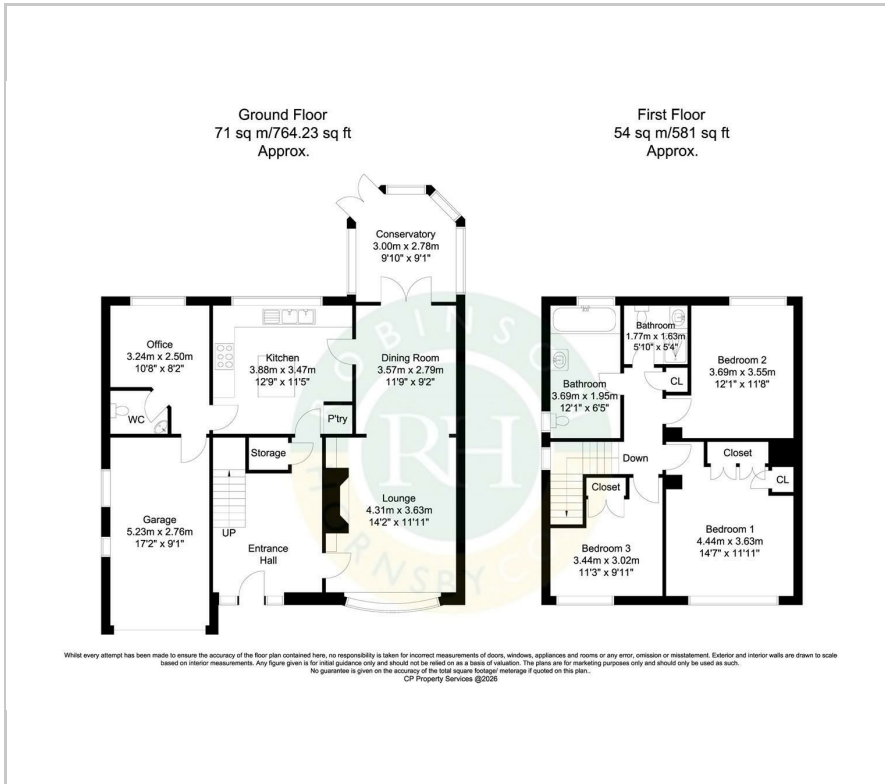 Ground Floor
71 sq m/764.23 sq ft
Approx.
First Floor
54 sq m/581 sq ft
Approx.
Conservatory
3.00m x 2.78m
9'10" x 9'1"
Office
3.24m x 2.50m
10'8" x 8'2"
Kitchen
3.88m x 3.47m
12'9" x 11'5"
Dining Room
3.57m x 2.79m
11'9" x 9'2"
WC
P'try
Storage
Garage
5.23m x 2.76m
17'2" x 9'1"
UP
Entrance
Hall
Lounge
4.31m x 3.63m
14'2" x 11'11"
Bathroom
1.77m x 1.63m
5'10" x 5'4"
Bathroom
3.69m x 1.95m
12'1" x 6'5"
CL
Bedroom 2
3.69m x 3.55m
12'1" x 11'8"
Down
Closet
Closet
CL
Bedroom 3
3.44m x 3.02m
11'3" x 9'11"
Bedroom 1
4.44m x 3.63m
14'7" x 11'11"
RH
Whilst every attempt has been made to ensure the accuracy of the floor plan contained here, no responsibility is taken for incorrect measurements of doors, windows, appliances and rooms or any error, omission or misstatement. Exterior and interior walls are drawn to scale
based on interior measurements. Any figure given is for initial guidance only and should not be relied on as a basis of valuation. The plans are for marketing purposes only and should only be used as such.
No guarantee is given on the accuracy of the total square footage/ meterage if quoted on this plan..
CP Property Services @2026